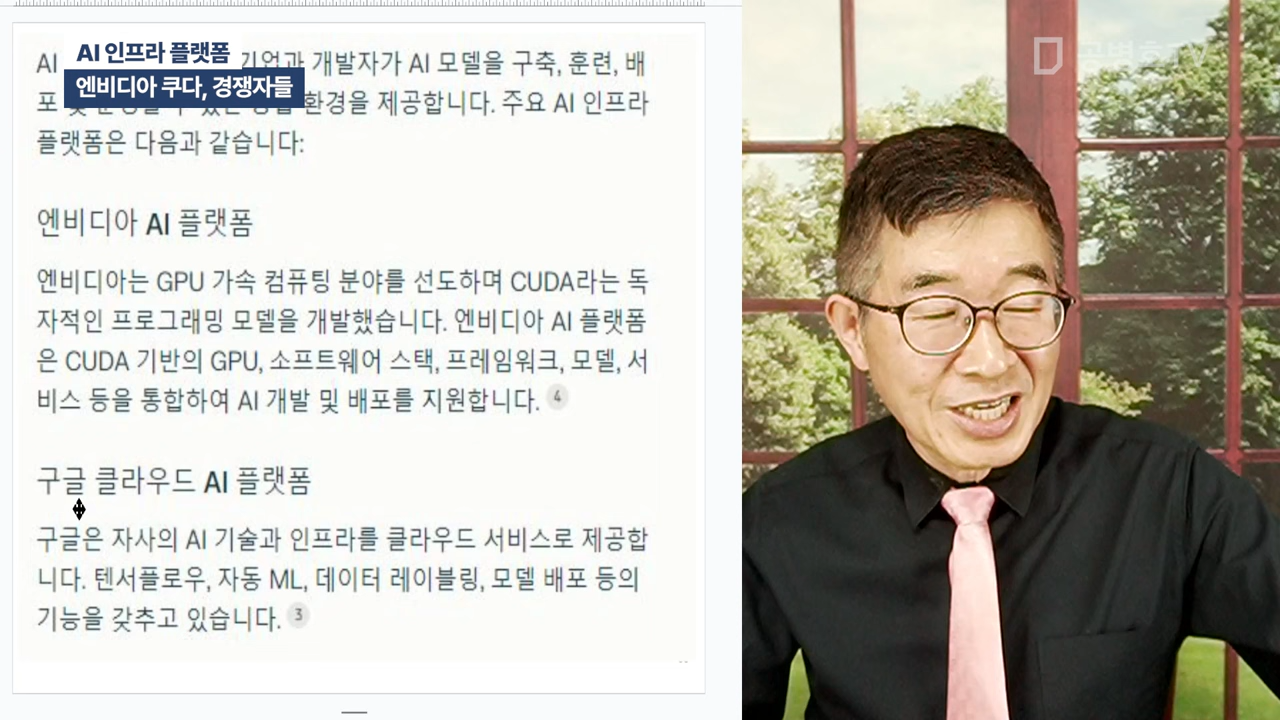 AI 인프라 플랫폼
엔비디아 쿠다, 경쟁자들
공병호TV
AI 기업과 개발자가 AI 모델을 구축, 훈련, 배
포 환경을 제공합니다. 주요 AI 인프라
플랫폼은 다음과 같습니다:
엔비디아 AI 플랫폼
엔비디아는 GPU 가속 컴퓨팅 분야를 선도하며 CUDA라는 독
자적인 프로그래밍 모델을 개발했습니다. 엔비디아 AI 플랫폼
은 CUDA 기반의 GPU, 소프트웨어 스택, 프레임워크, 모델, 서
비스 등을 통합하여 AI 개발 및 배포를 지원합니다. 4
구글 클라우드 AI 플랫폼
구글은 자사의 AI 기술과 인프라를 클라우드 서비스로 제공합
니다. 텐서플로우, 자동 ML, 데이터 레이블링, 모델 배포 등의
기능을 갖추고 있습니다. 3